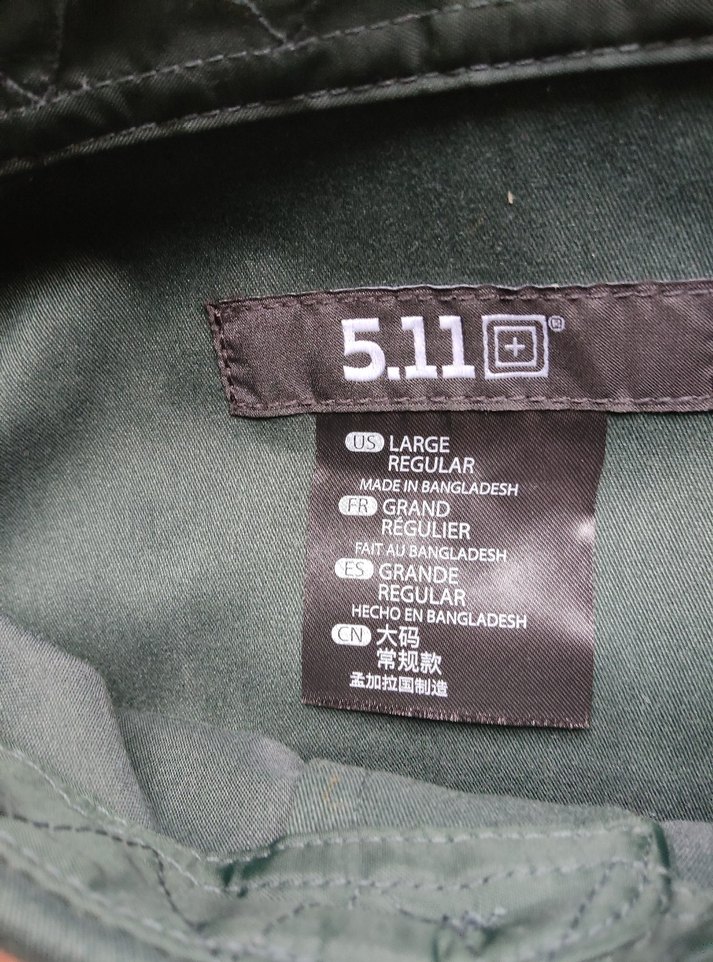 5.11®
US LARGE
REGULAR
MADE IN BANGLADESH
FR GRAND
RÉGULIER
FAIT AU BANGLADESH
ES GRANDE
REGULAR
HECHO EN BANGLADESH
CN 大码
常规款
孟加拉国制造